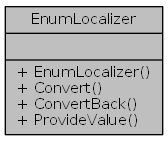 EnumLocalizer
+ EnumLocalizer()
+ Convert()
+ ConvertBack()
+ ProvideValue()